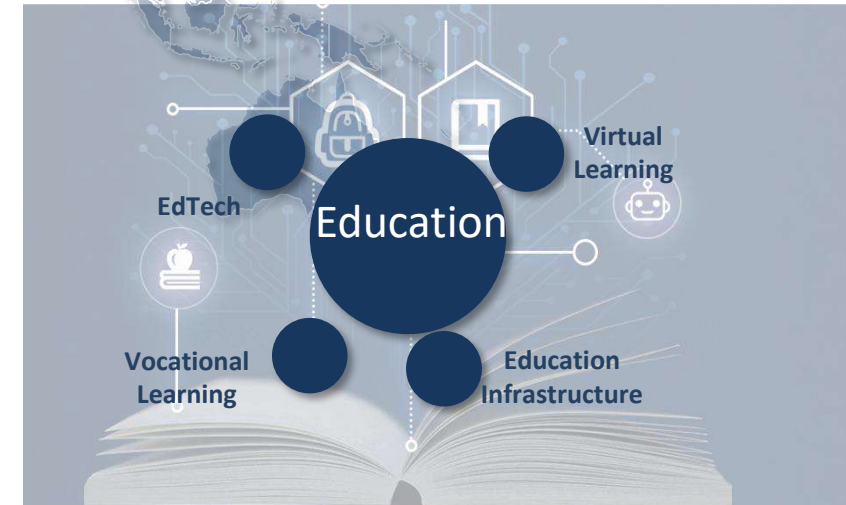 Virtual
Learning
EdTech
Education
Vocational
Learning
Education
Infrastructure